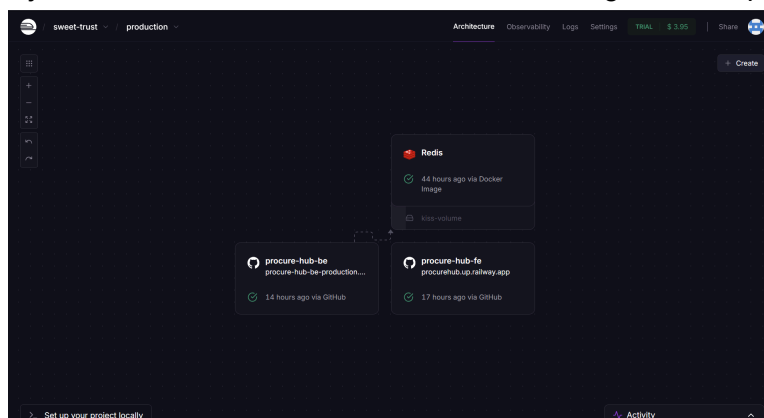 sweet-trust / production
Architecture Observability Logs Settings TRIAL $ 3.95 Share
+ Create
Redis
44 hours ago via Docker
Image
kiss-volume
procure-hub-be
procure-hub-be-production....
14 hours ago via GitHub
procure-hub-fe
procurehub.up.railway.app
17 hours ago via GitHub
Set up your project locally
Activity